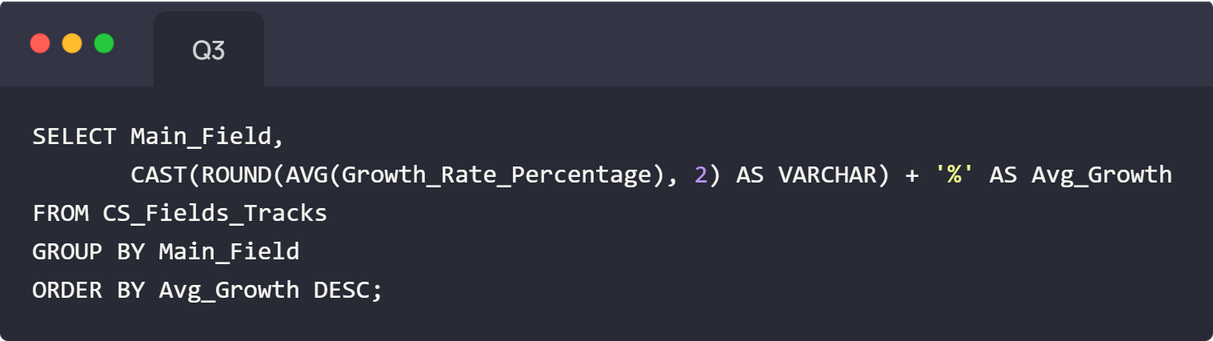 Q3
SELECT Main_Field,
       CAST(ROUND(AVG(Growth_Rate_Percentage), 2) AS VARCHAR) + '%' AS Avg_Growth
FROM CS_Fields_Tracks
GROUP BY Main_Field
ORDER BY Avg_Growth DESC;